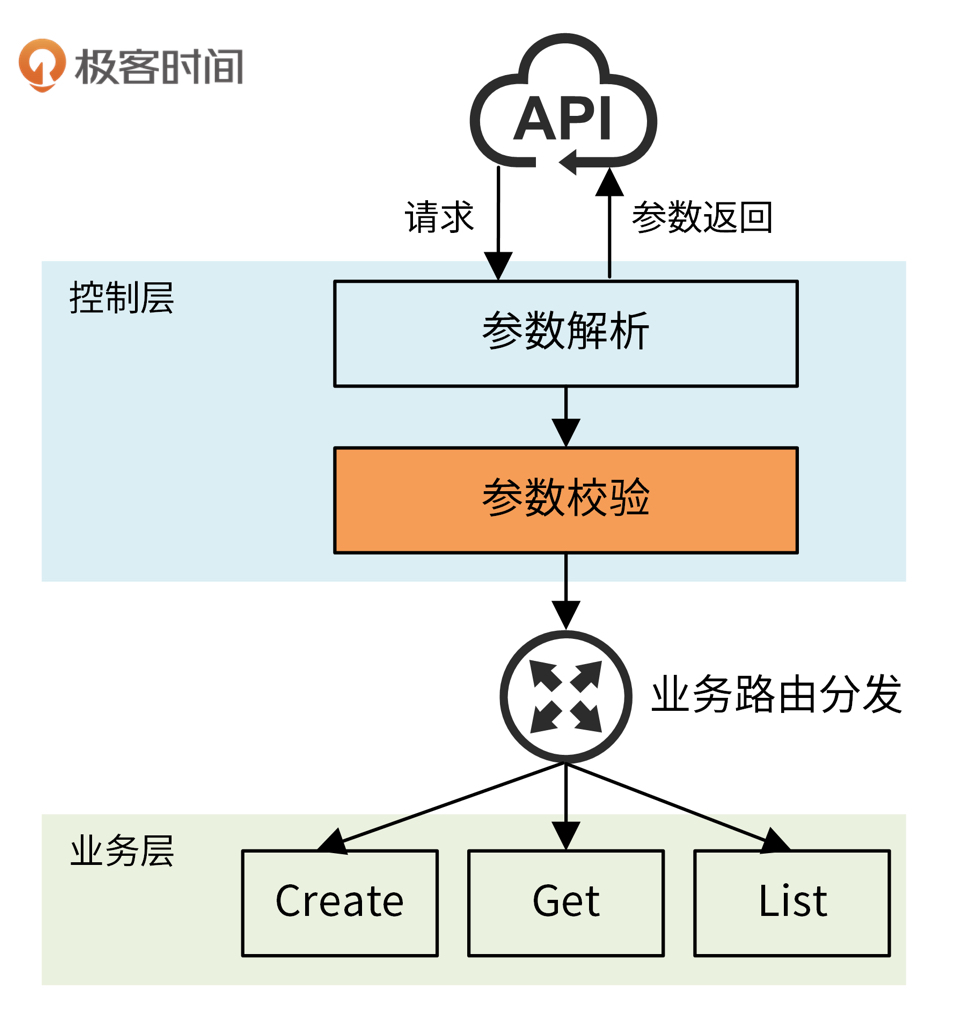 极客时间
API
请求
参数返回
控制层
参数解析
参数校验
业务路由分发
业务层
Create
Get
List